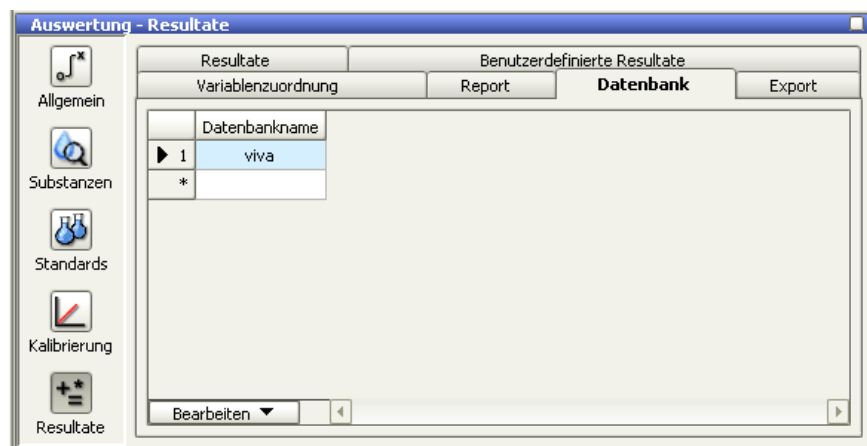 Auswertung - Resultate
Allgemein
Substanzen
Standards
Kalibrierung
Resultate
Resultate Benutzerdefinierte Resultate
Variablenzuordnung Report Datenbank Export
Datenbankname
1 viva
*
Bearbeiten